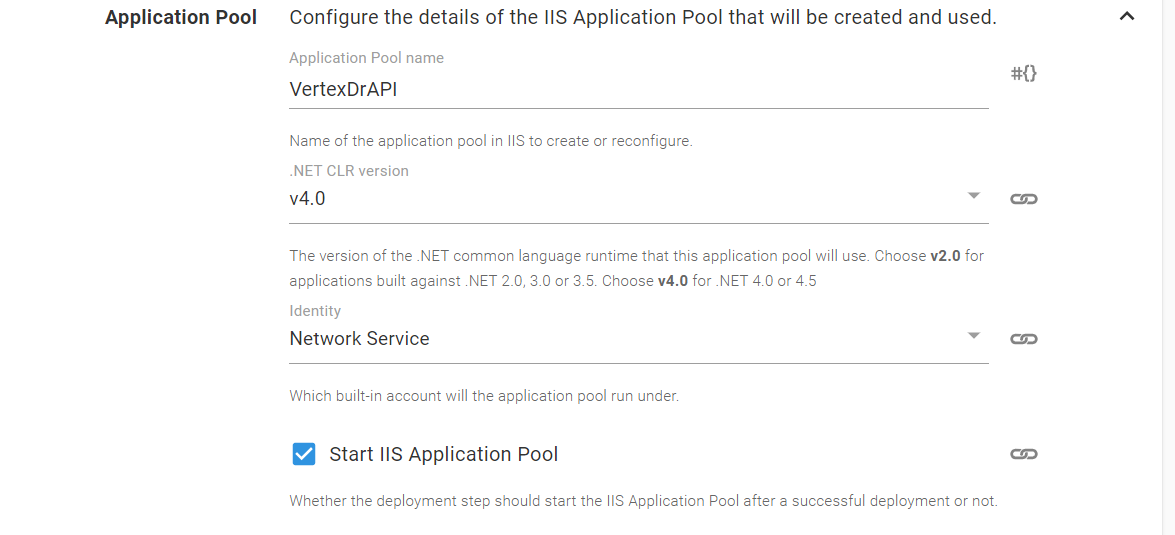 Application Pool Configure the details of the IIS Application Pool that will be created and used.
Application Pool name
#{}
VertexDrAPI
Name of the application pool in IIS to create or reconfigure.
.NET CLR version
v4.0
The version of the .NET common language runtime that this application pool will use. Choose v2.0 for
applications built against .NET 2.0, 3.0 or 3.5. Choose v4.0 for .NET 4.0 or 4.5
Identity
Network Service
Which built-in account will the application pool run under.
Start IIS Application Pool
Whether the deployment step should start the IIS Application Pool after a successful deployment or not.